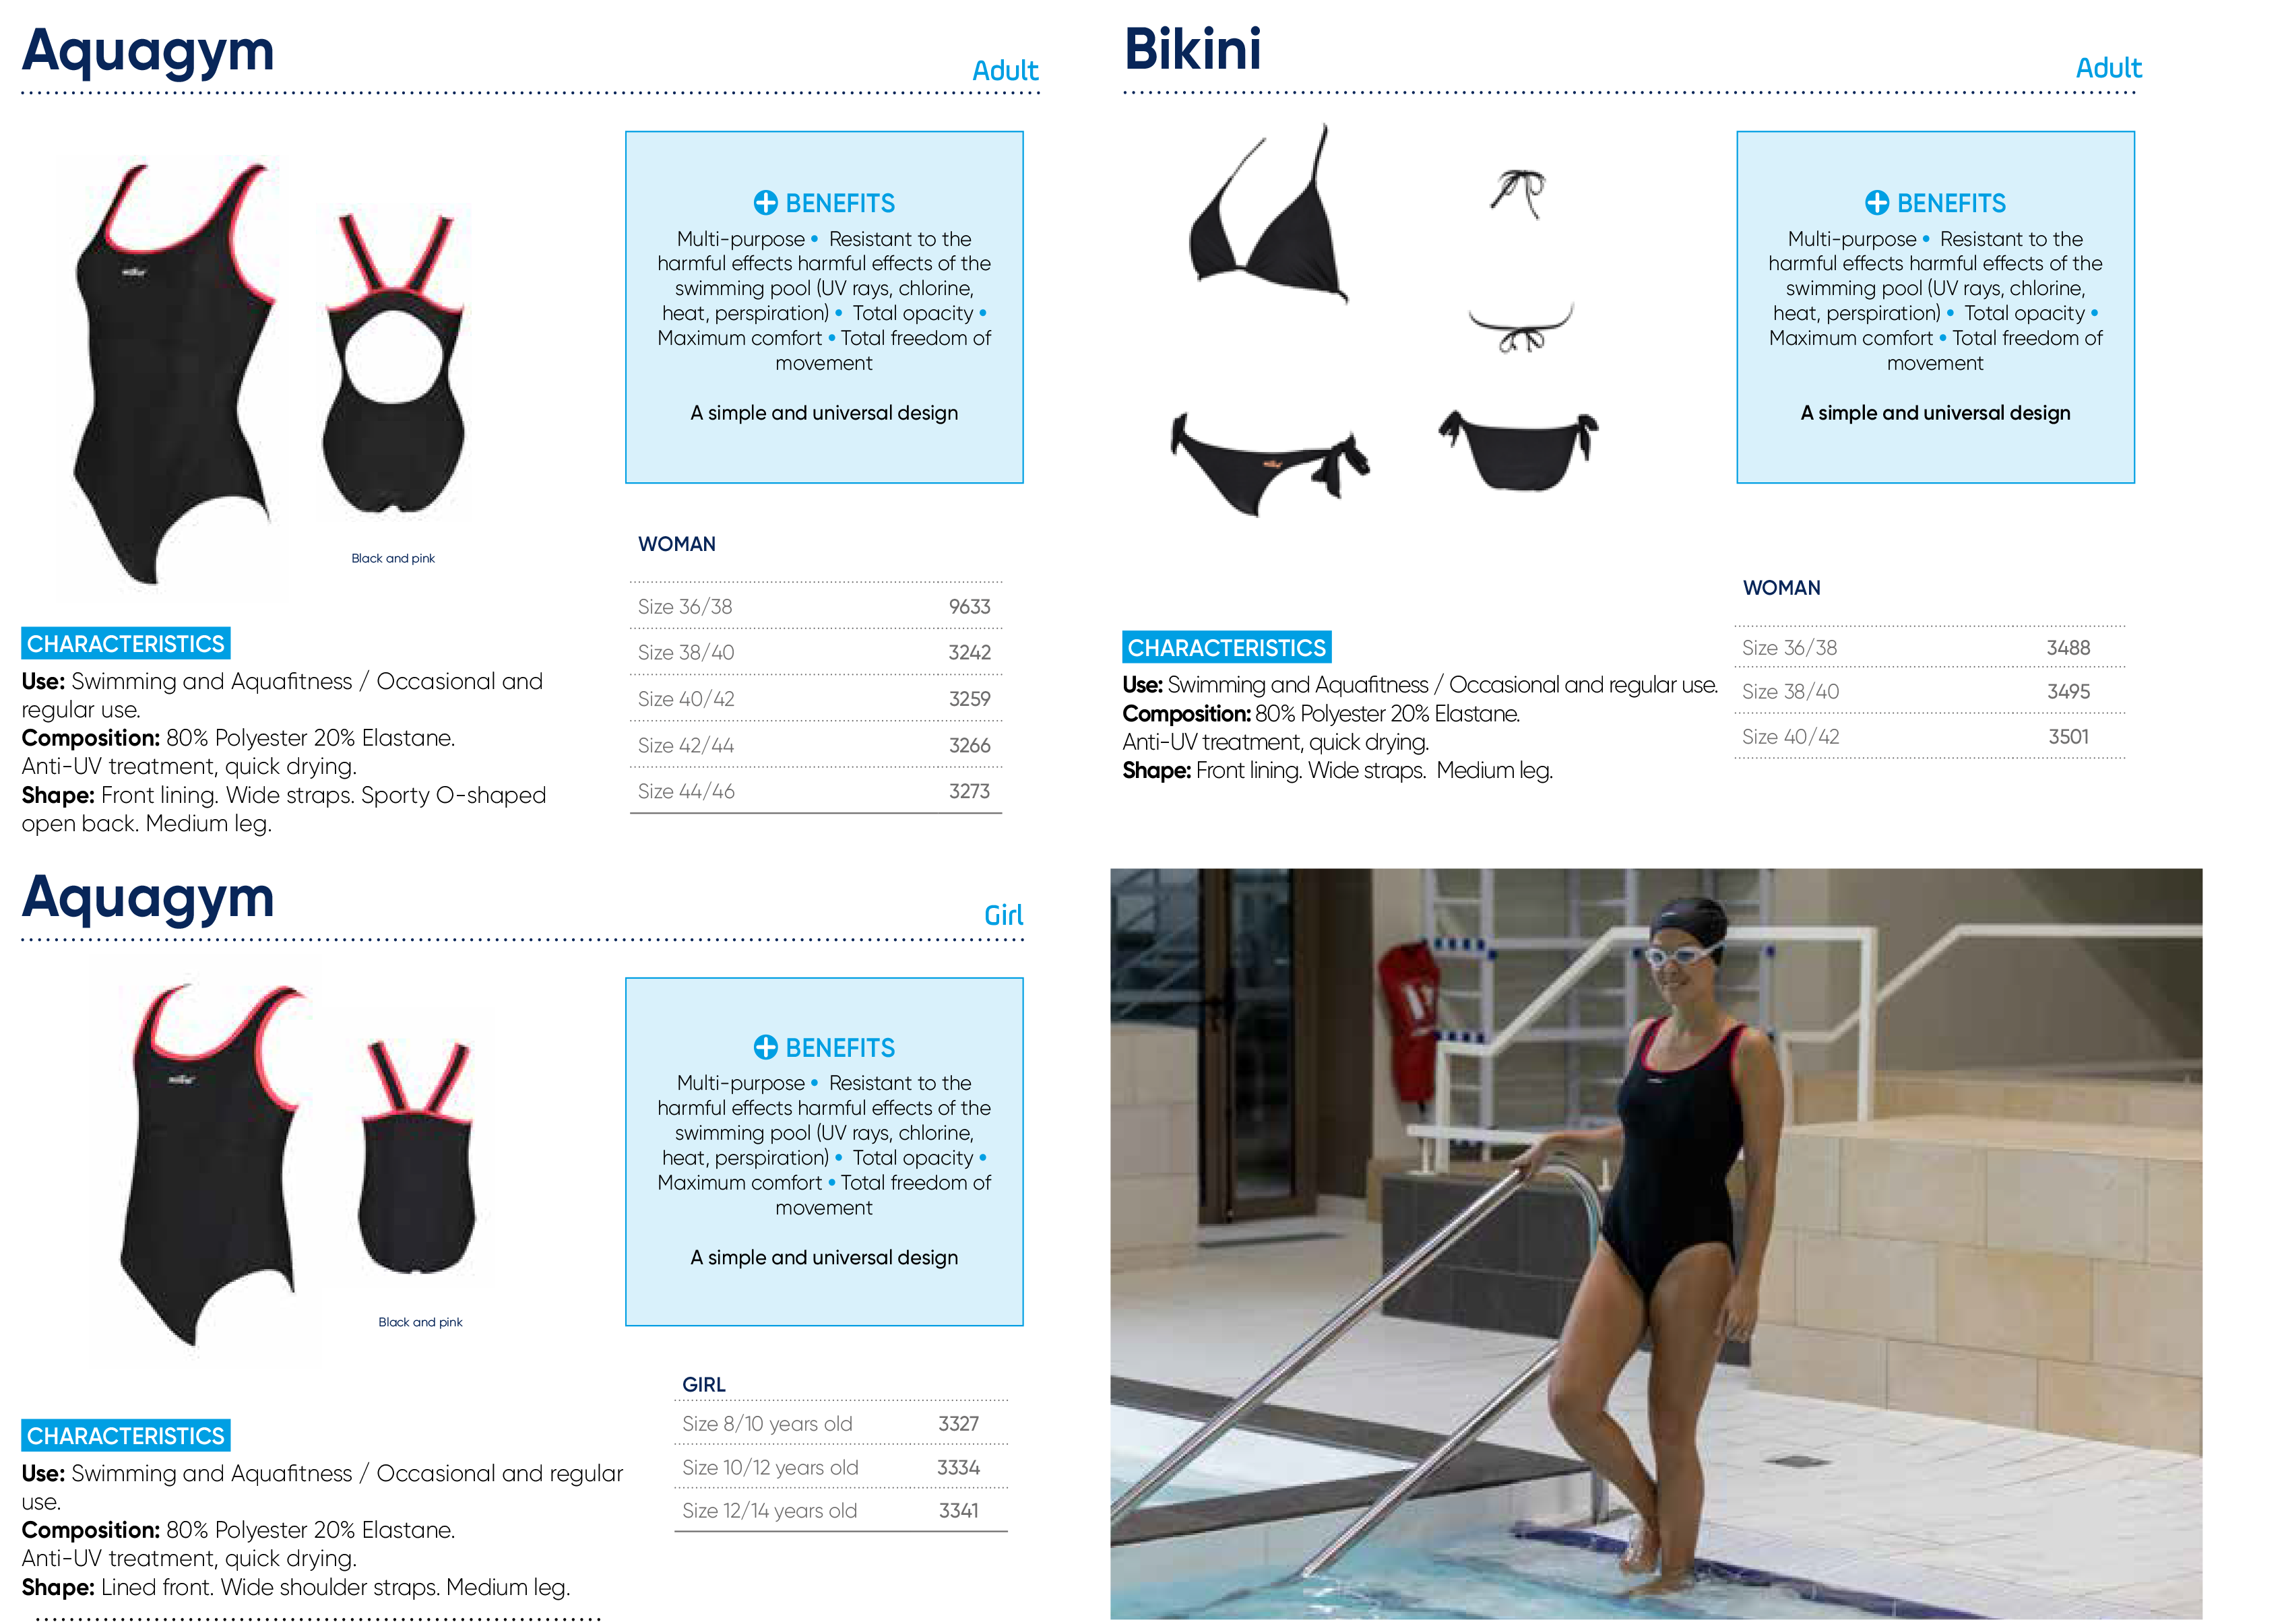 Aquagym
Adult
BENEFITS
Multi-purpose • Resistant to the
harmful effects harmful effects of the
swimming pool (UV rays, chlorine,
heat, perspiration) • Total opacity •
Maximum comfort • Total freedom of
movement
A simple and universal design
Black and pink
WOMAN
Size 36/38 9633
Size 38/40 3242
Size 40/42 3259
Size 42/44 3266
Size 44/46 3273
CHARACTERISTICS
Use: Swimming and Aquafitness / Occasional and
regular use.
Composition: 80% Polyester 20% Elastane.
Anti-UV treatment, quick drying.
Shape: Front lining. Wide straps. Sporty O-shaped
open back. Medium leg.
Bikini
Adult
BENEFITS
Multi-purpose • Resistant to the
harmful effects harmful effects of the
swimming pool (UV rays, chlorine,
heat, perspiration) • Total opacity •
Maximum comfort • Total freedom of
movement
A simple and universal design
WOMAN
Size 36/38 3488
Size 38/40 3495
Size 40/42 3501
CHARACTERISTICS
Use: Swimming and Aquafitness / Occasional and regular use.
Composition: 80% Polyester 20% Elastane.
Anti-UV treatment, quick drying.
Shape: Front lining. Wide straps. Medium leg.
Aquagym
Girl
BENEFITS
Multi-purpose • Resistant to the
harmful effects harmful effects of the
swimming pool (UV rays, chlorine,
heat, perspiration) • Total opacity •
Maximum comfort • Total freedom of
movement
A simple and universal design
Black and pink
GIRL
Size 8/10 years old 3327
Size 10/12 years old 3334
Size 12/14 years old 3341
CHARACTERISTICS
Use: Swimming and Aquafitness / Occasional and regular
use.
Composition: 80% Polyester 20% Elastane.
Anti-UV treatment, quick drying.
Shape: Lined front. Wide shoulder straps. Medium leg.